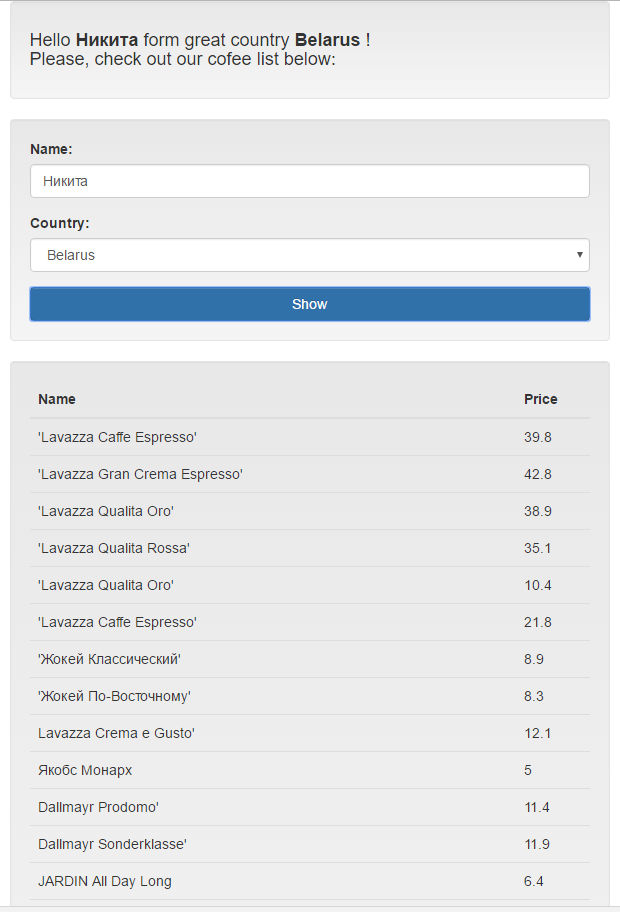 Hello Никита form great country Belarus !
Please, check out our cofee list below:
Name:
Никита
Country:
Belarus
Show
Name Price
'Lavazza Caffe Espresso' 39.8
'Lavazza Gran Crema Espresso' 42.8
'Lavazza Qualita Oro' 38.9
'Lavazza Qualita Rossa' 35.1
'Lavazza Qualita Oro' 10.4
'Lavazza Caffe Espresso' 21.8
'Жокей Классический' 8.9
'Жокей По-Восточному' 8.3
Lavazza Crema e Gusto' 12.1
Якобс Монарх 5
Dallmayr Prodomo' 11.4
Dallmayr Sonderklasse' 11.9
JARDIN All Day Long 6.4